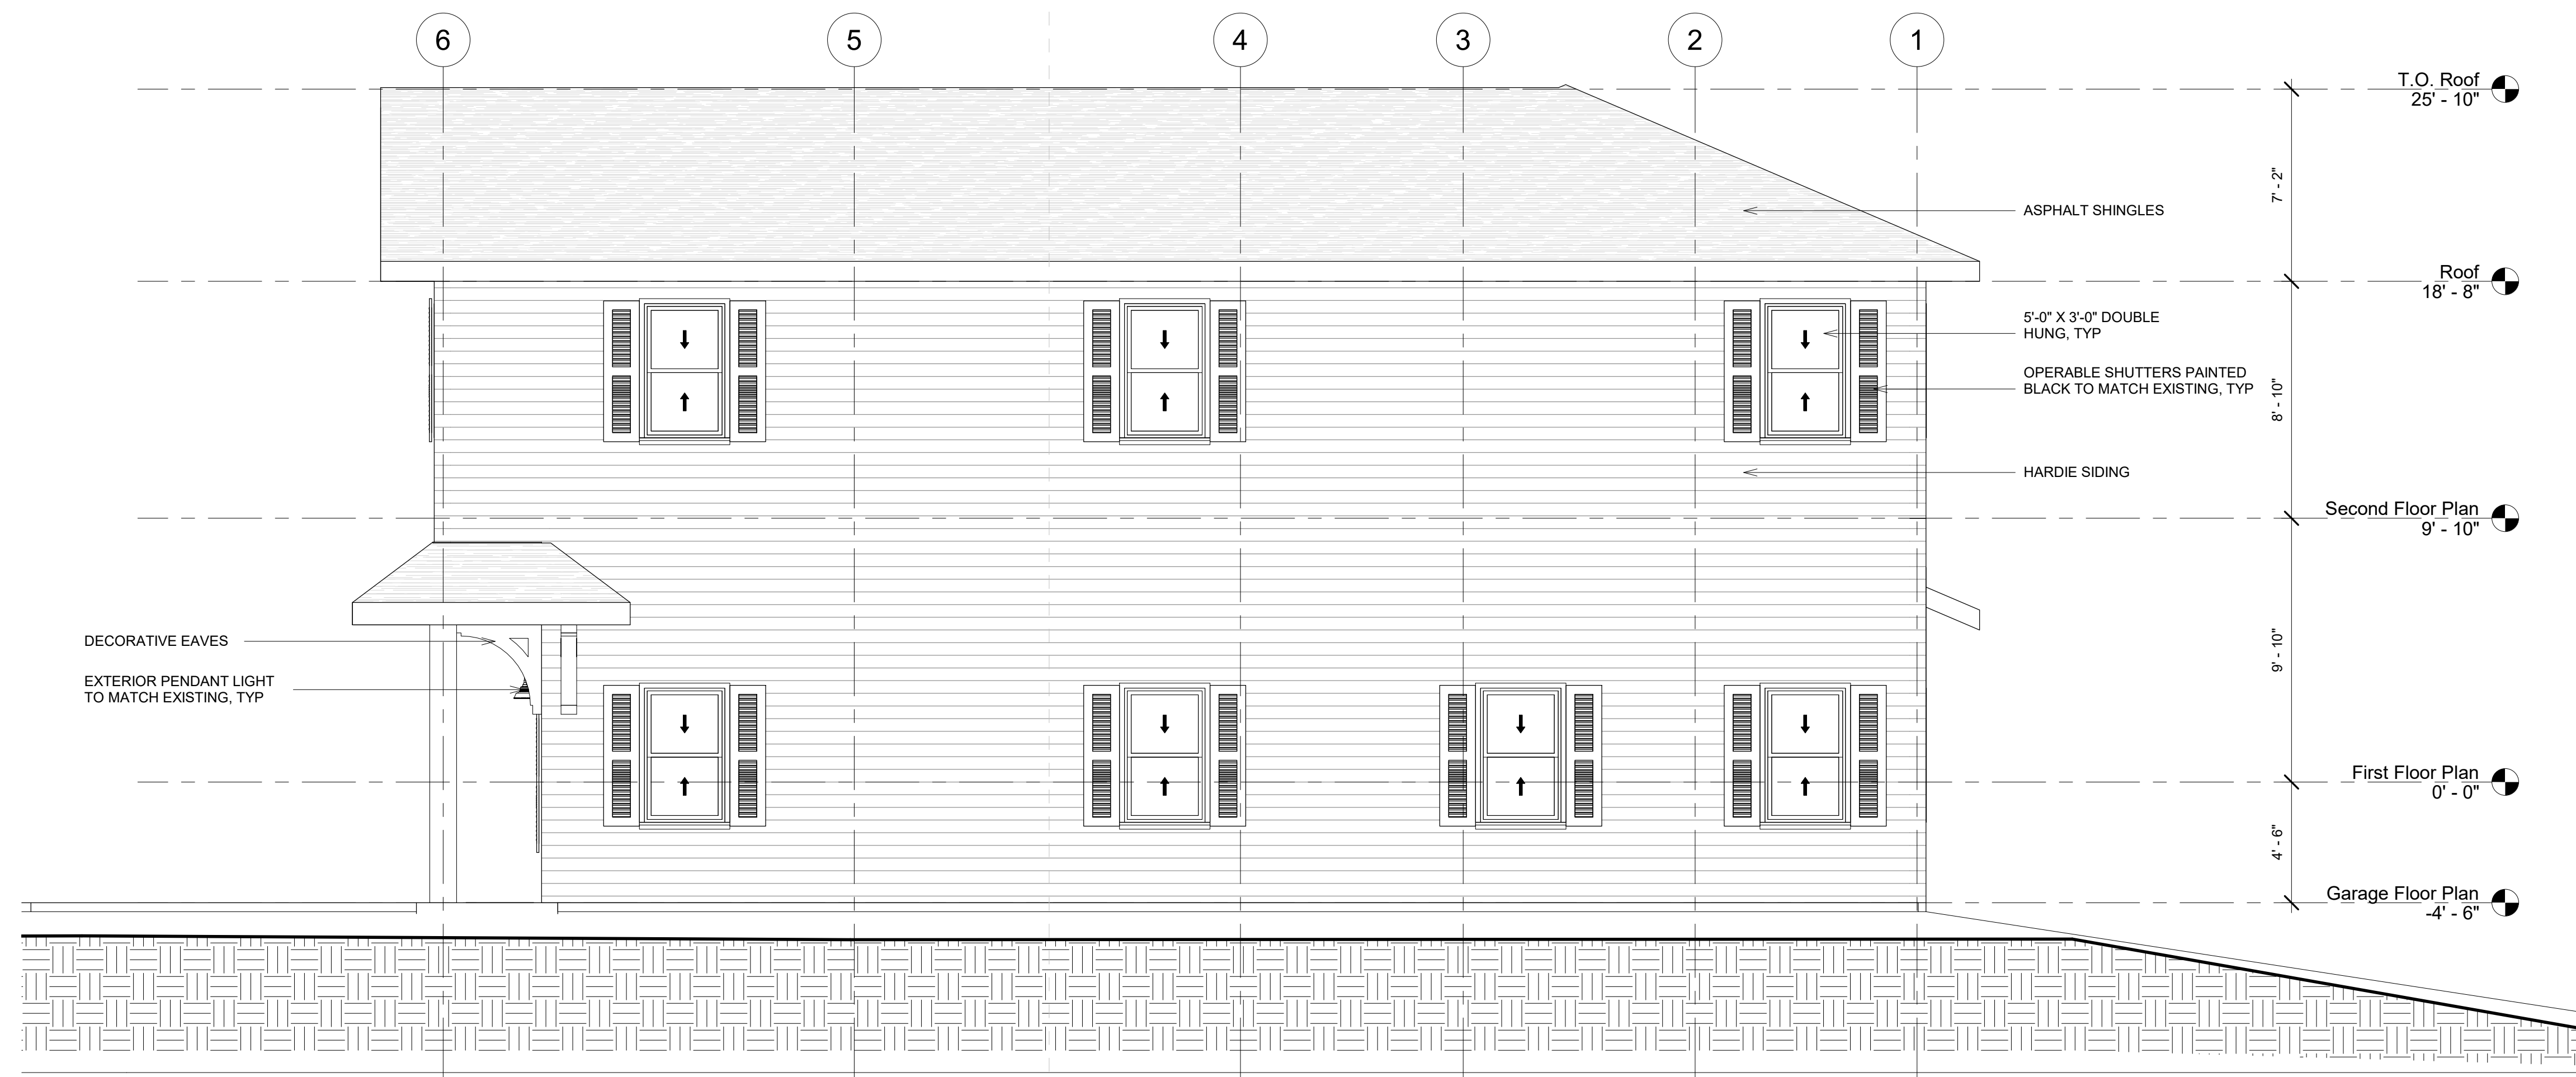 6
5
4
3
2
1
T.O. Roof
25' - 10"
7' - 2"
ASPHALT SHINGLES
Roof
18' - 8"
5'-0" X 3'-0" DOUBLE
HUNG, TYP
OPERABLE SHUTTERS PAINTED
BLACK TO MATCH EXISTING, TYP
8' - 10"
HARDIE SIDING
Second Floor Plan
9' - 10"
DECORATIVE EAVES
EXTERIOR PENDANT LIGHT
TO MATCH EXISTING, TYP
9' - 10"
First Floor Plan
0' - 0"
4' - 6"
Garage Floor Plan
-4' - 6"